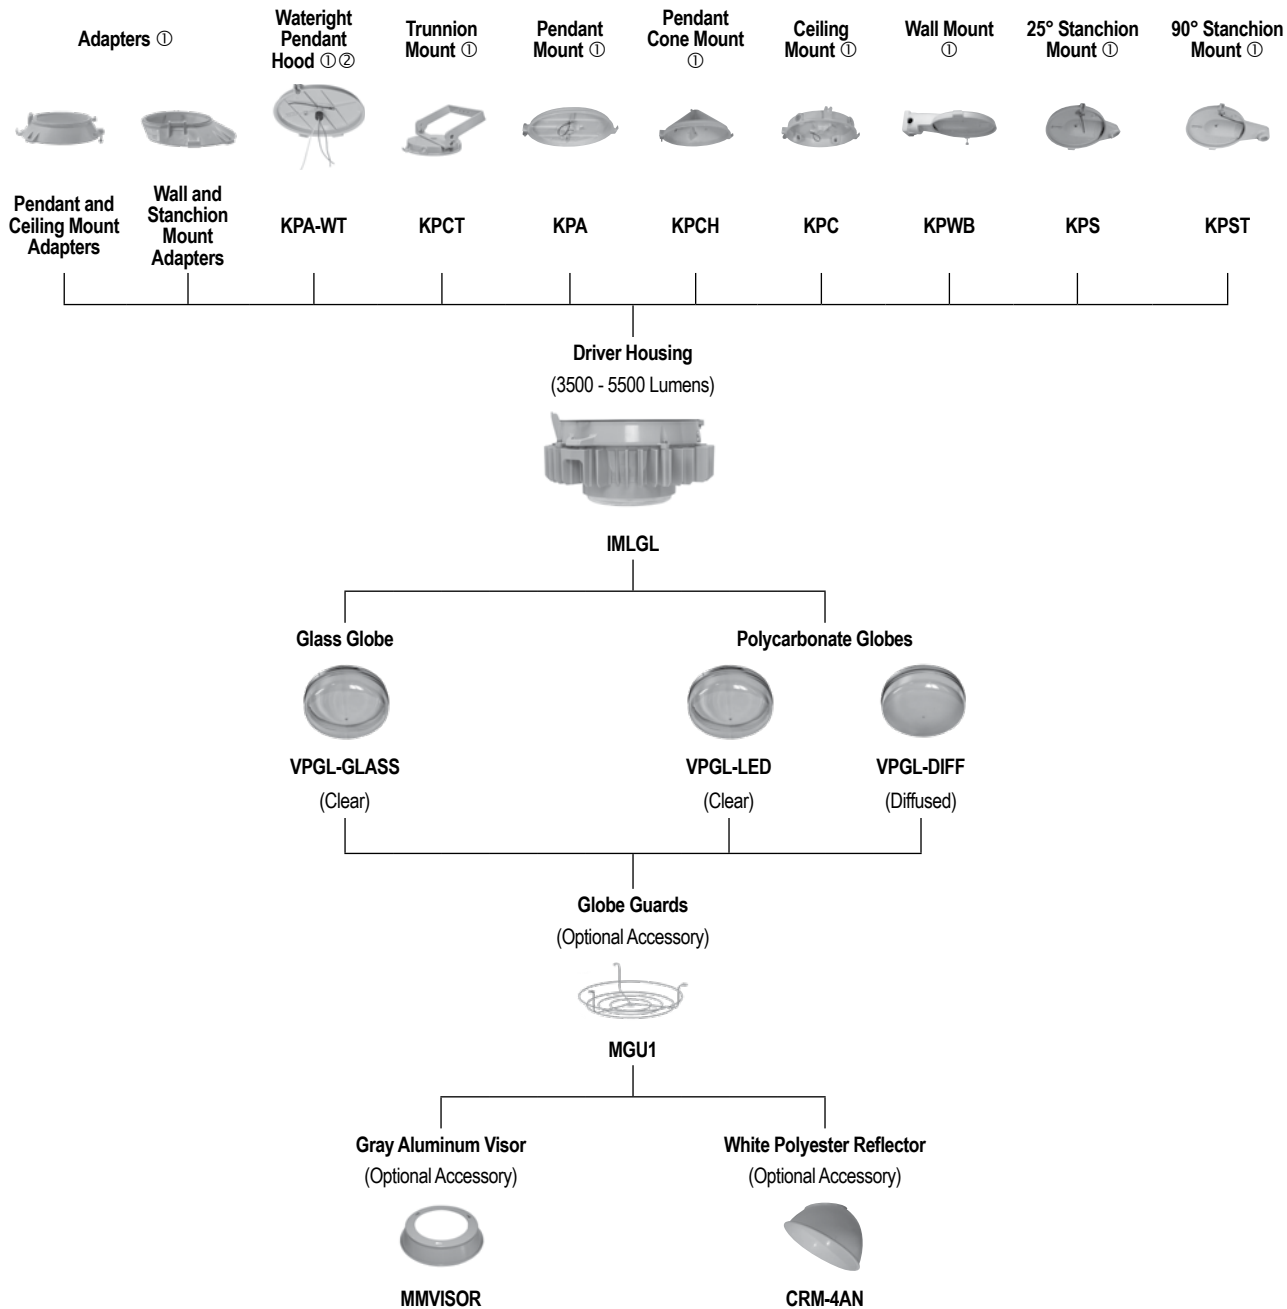 Adapters ①
Wateright
Pendant
Hood ①②
Trunnion
Mount ①
Pendant
Mount ①
Pendant
Cone Mount
①
Ceiling
Mount ①
Wall Mount
①
25° Stanchion
Mount ①
90° Stanchion
Mount ①
Pendant and
Ceiling Mount
Adapters
Wall and
Stanchion
Mount
Adapters
KPA-WT
KPCT
KPA
KPCH
KPC
KPWB
KPS
KPST
Driver Housing
(3500 - 5500 Lumens)
IMLGL
Glass Globe
Polycarbonate Globes
VPGL-GLASS
(Clear)
VPGL-LED
(Clear)
VPGL-DIFF
(Diffused)
Globe Guards
(Optional Accessory)
MGU1
Gray Aluminum Visor
(Optional Accessory)
White Polyester Reflector
(Optional Accessory)
MMVISOR
CRM-4AN